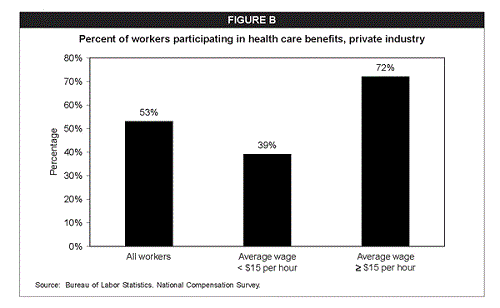 FIGURE B
Percent of workers participating in health care benefits, private industry
80%
70%
60%
50%
40%
30%
20%
10%
0%
Percentage
53%
39%
72%
All workers
Average wage
< $15 per hour
Average wage
≥ $15 per hour
Source: Bureau of Labor Statistics. National Compensation Survey.